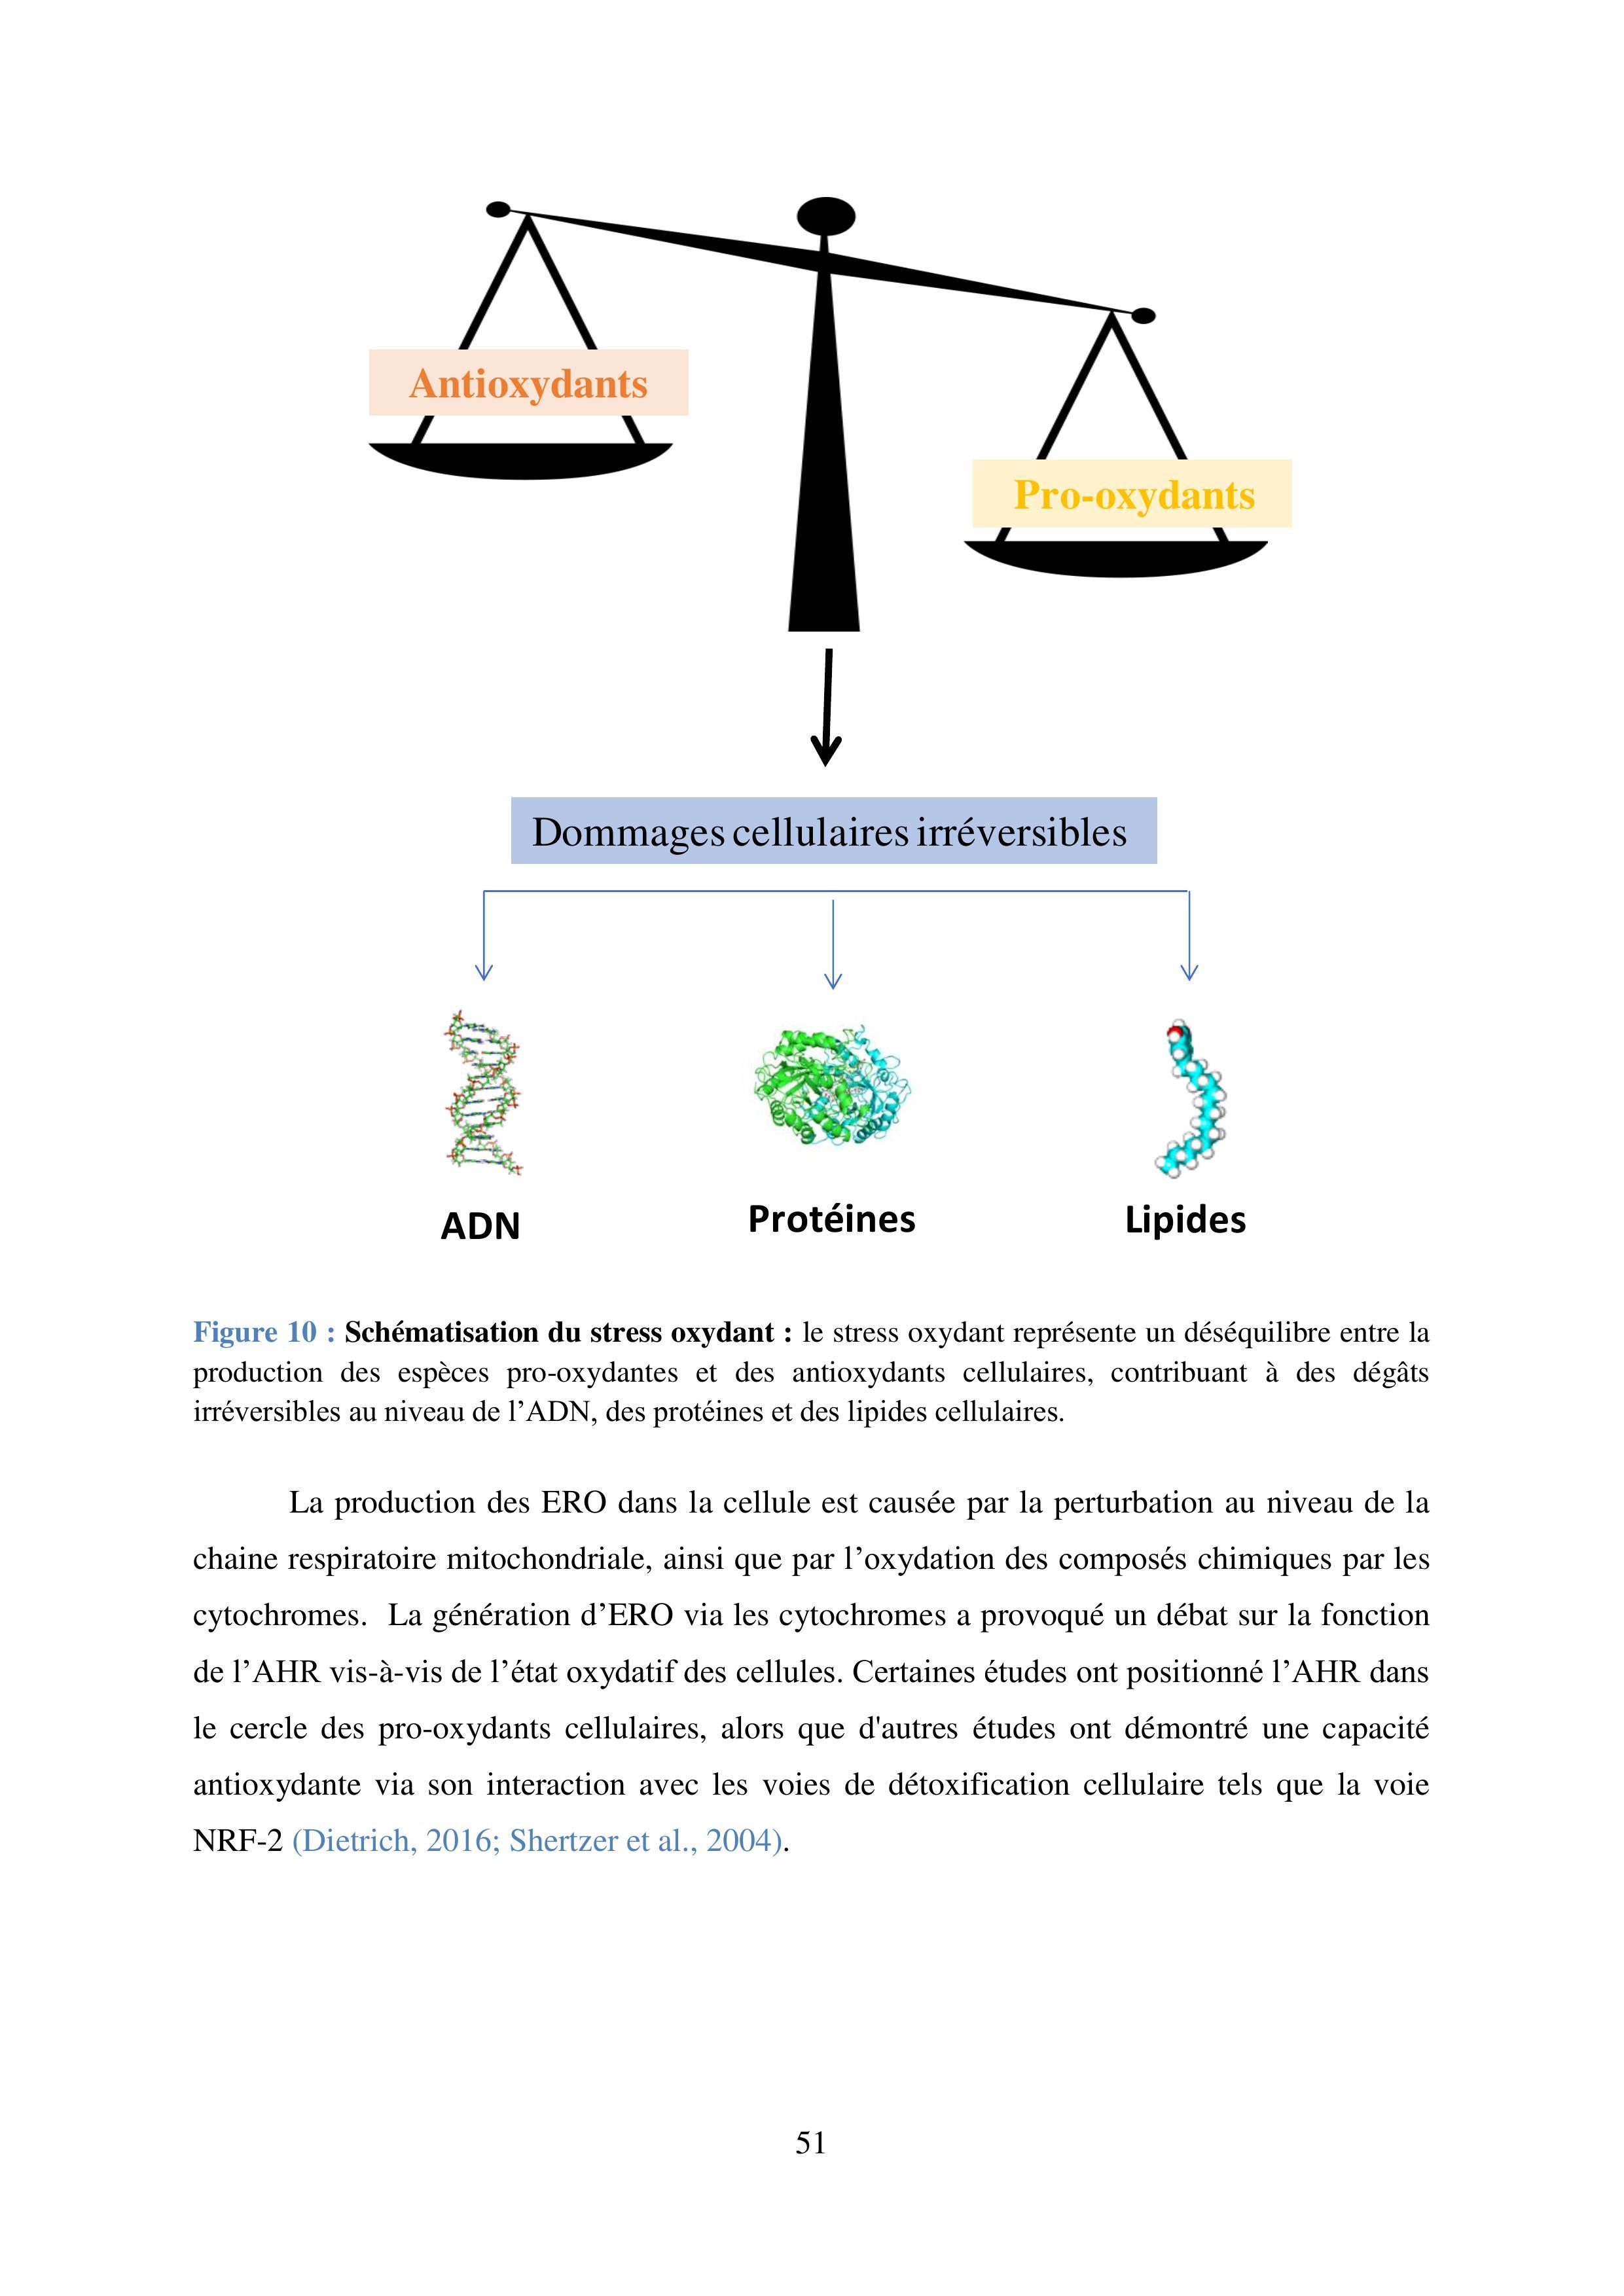 Antioxydants
Pro-oxydants
Dommages cellulaires irréversibles
ADN
Protéines
Lipides
Figure 10 : Schématisation du stress oxydant : le stress oxydant représente un déséquilibre entre la
production des espèces pro-oxydantes et des antioxydants cellulaires, contribuant à des dégâts
irréversibles au niveau de l’ADN, des protéines et des lipides cellulaires.
La production des ERO dans la cellule est causée par la perturbation au niveau de la
chaine respiratoire mitochondriale, ainsi que par l’oxydation des composés chimiques par les
cytochromes.  La génération d’ERO via les cytochromes a provoqué un débat sur la fonction
de l’AHR vis-à-vis de l’état oxydatif des cellules. Certaines études ont positionné l’AHR dans
le cercle des pro-oxydants cellulaires, alors que d'autres études ont démontré une capacité
antioxydante via son interaction avec les voies de détoxification cellulaire tels que la voie
NRF-2 (Dietrich, 2016; Shertzer et al., 2004).
51